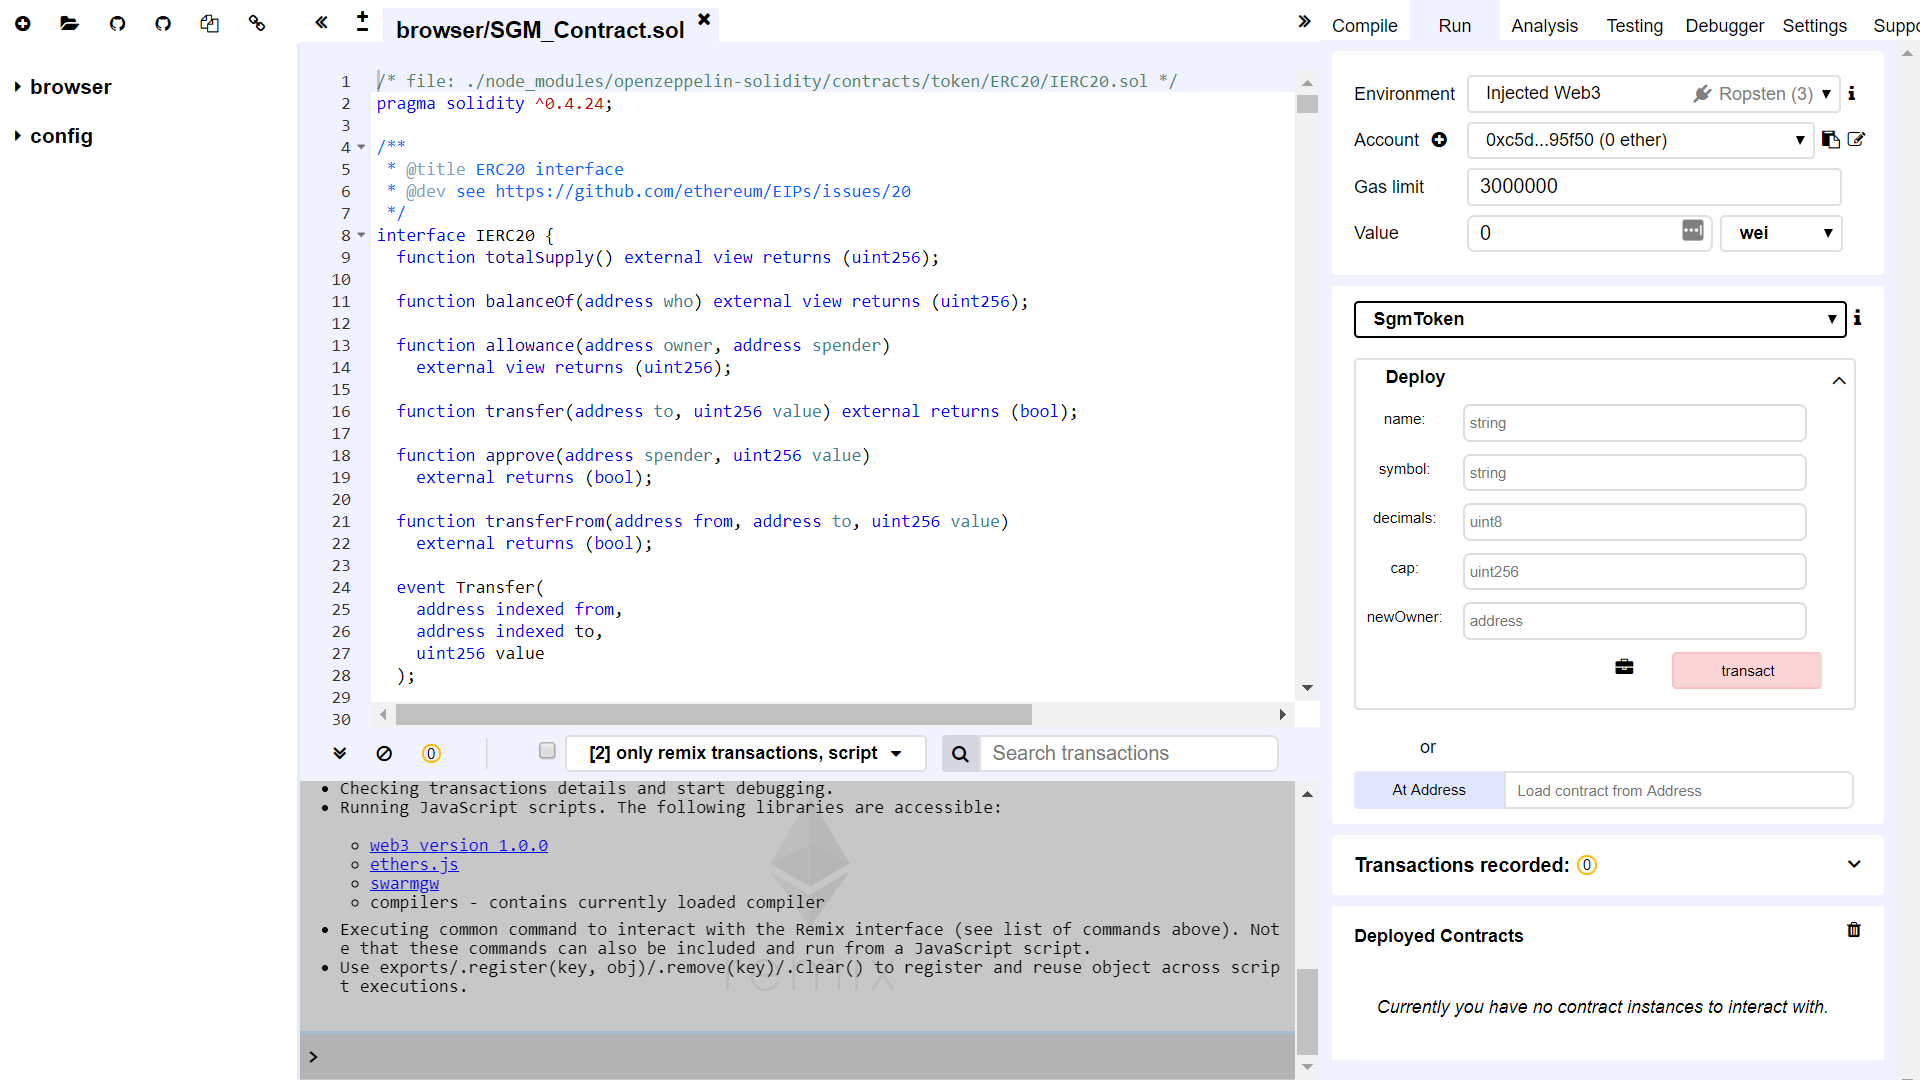 browser/SGM_Contract.sol
Compile
Run
Analysis
Testing
Debugger
Settings
Suppo
browser
config
1 /* file: ./node_modules/openzeppelin-solidity/contracts/token/ERC20/IERC20.sol */
2 pragma solidity ^0.4.24;
3
4 /**
5 * @title ERC20 interface
6 * @dev see https://github.com/ethereum/EIPs/issues/20
7 */
8 interface IERC20 {
9 function totalSupply() external view returns (uint256);
10
11 function balanceOf(address who) external view returns (uint256);
12
13 function allowance(address owner, address spender)
14 external view returns (uint256);
15
16 function transfer(address to, uint256 value) external returns (bool);
17
18 function approve(address spender, uint256 value)
19 external returns (bool);
20
21 function transferFrom(address from, address to, uint256 value)
22 external returns (bool);
23
24 event Transfer(
25 address indexed from,
26 address indexed to,
27 uint256 value
28 );
29
30
0
[2] only remix transactions, script
Search transactions
• Checking transactions details and start debugging.
• Running JavaScript scripts. The following libraries are accessible:
web3 version 1.0.0
ethers.js
swarmgw
compilers - contains currently loaded compiler
• Executing common command to interact with the Remix interface (see list of commands above). Not
e that these commands can also be included and run from a JavaScript script.
• Use exports/.register(key, obj)/.remove(key)/.clear() to register and reuse object across scrip
t executions.
remix
>
Environment
Injected Web3
Ropsten (3)
Account
0xc5d...95f50 (0 ether)
Gas limit
3000000
Value
0
wei
SgmToken
Deploy
name:
string
symbol:
string
decimals:
uint8
cap:
uint256
newOwner:
address
transact
or
At Address
Load contract from Address
Transactions recorded: 0
Deployed Contracts
Currently you have no contract instances to interact with.